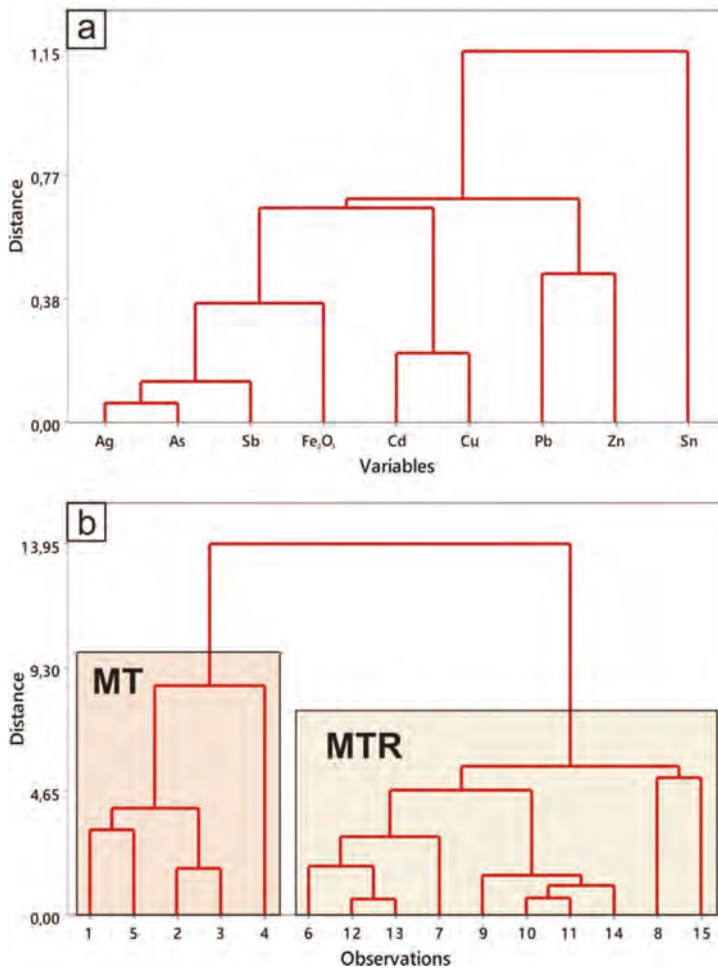 a
1,15
0,77
0,38
0,00
Distance
Ag As Sb Fe₂O₃ Cd Cu Pb Zn Sn
Variables
b
13,95
9,30
4,65
0,00
Distance
MT
MTR
1 5 2 3 4 6 12 13 7 9 10 11 14 8 15
Observations